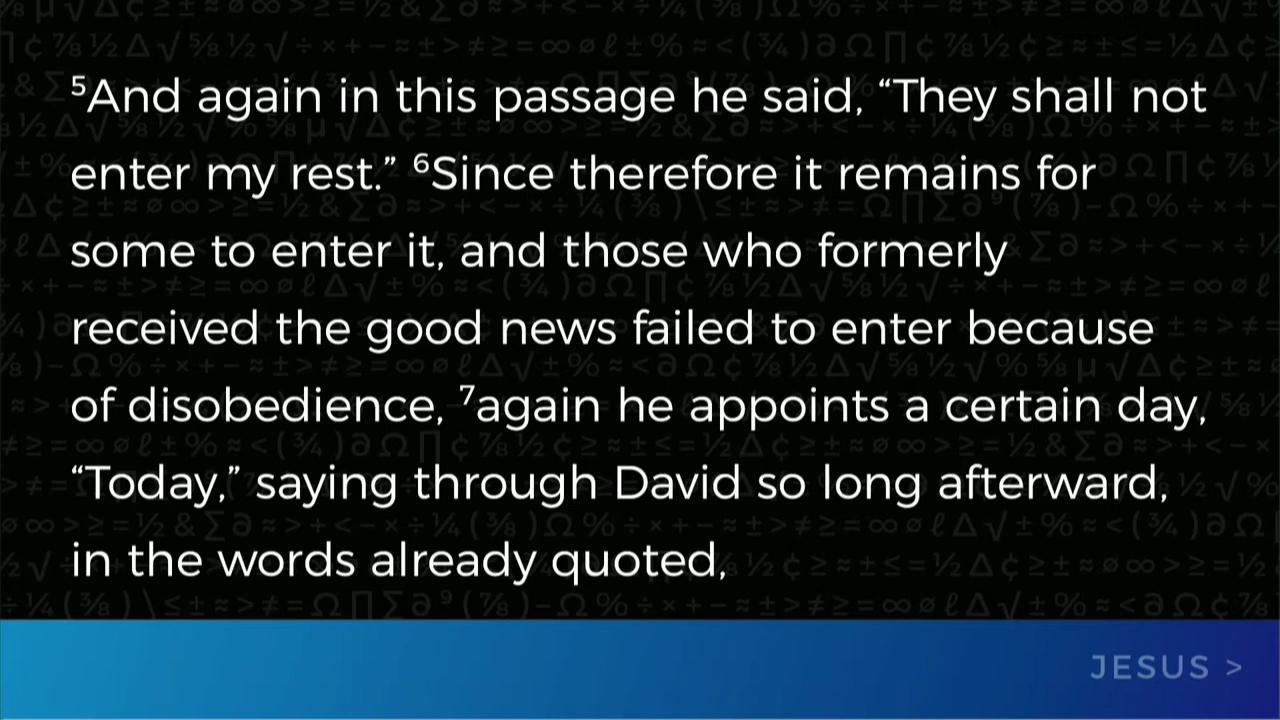 ⁵And again in this passage he said, “They shall not
enter my rest.” ⁶Since therefore it remains for
some to enter it, and those who formerly
received the good news failed to enter because
of disobedience, ⁷again he appoints a certain day,
“Today,” saying through David so long afterward,
in the words already quoted,
JESUS >